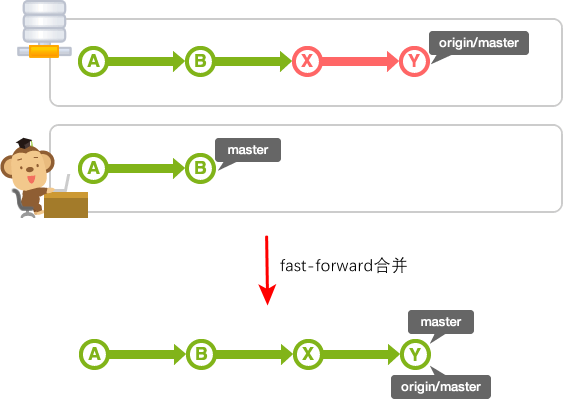 origin/master
A B X Y
master
A B
fast-forward合并
master
A B X Y
origin/master